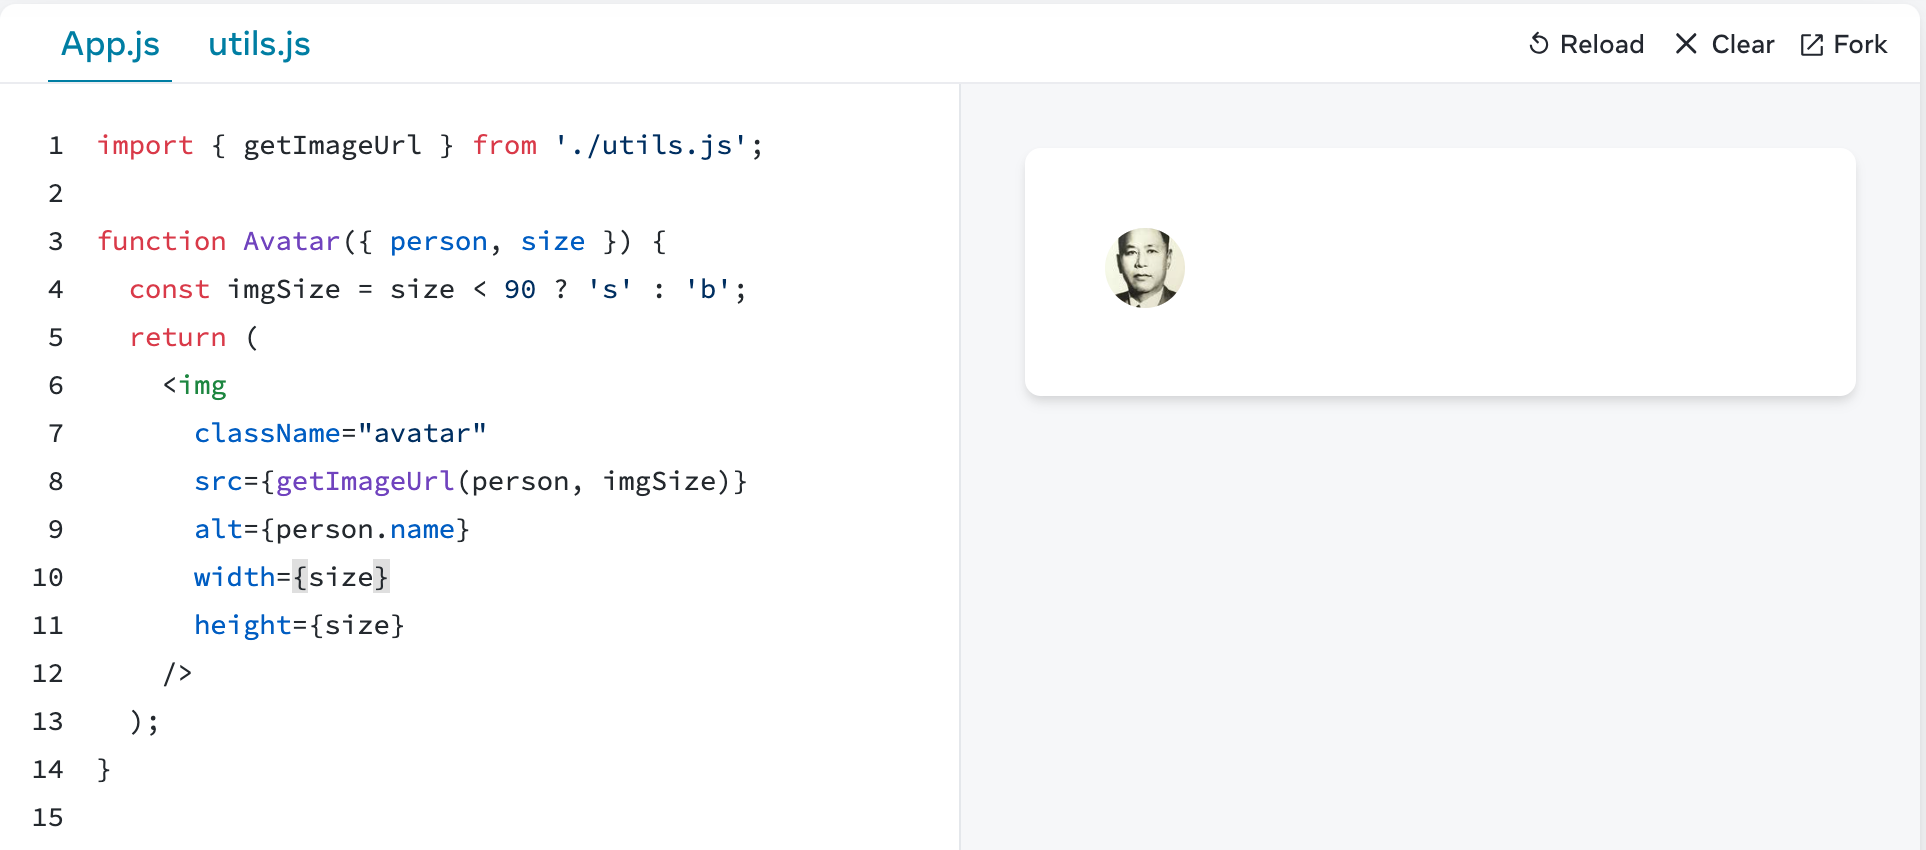 App.js utils.js Reload Clear Fork
1 import { getImageUrl } from './utils.js';
2
3 function Avatar({ person, size }) {
4   const imgSize = size < 90 ? 's' : 'b';
5   return (
6     <img
7       className="avatar"
8       src={getImageUrl(person, imgSize)}
9       alt={person.name}
10       width={size}
11       height={size}
12     />
13   );
14 }
15